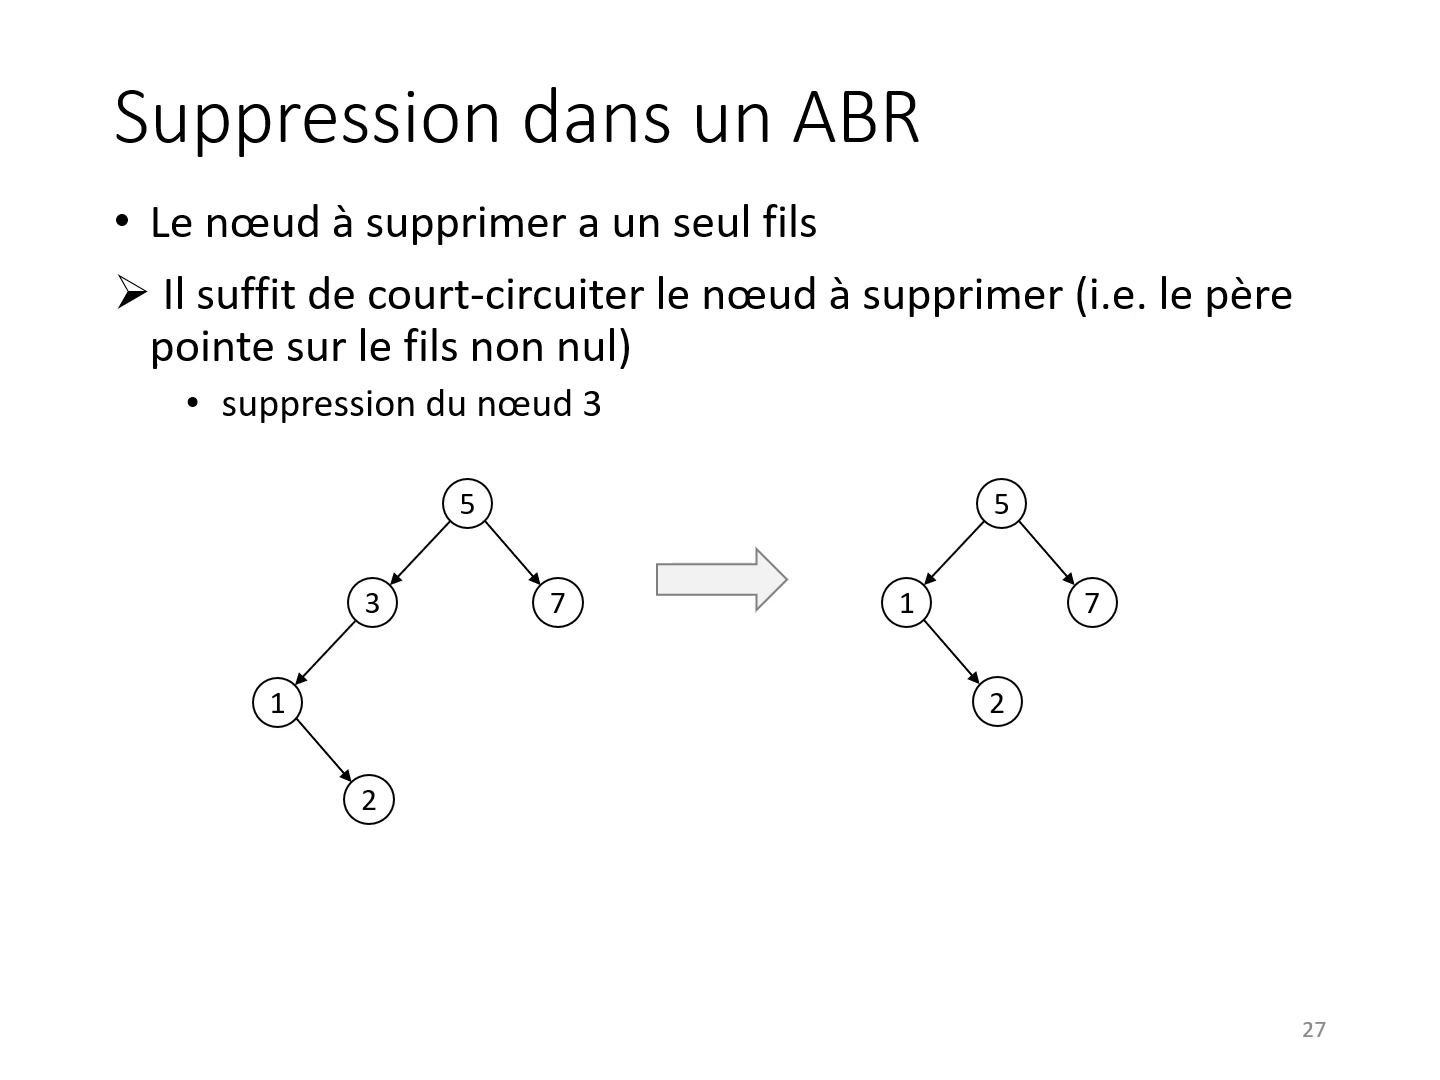 Suppression dans un ABR
• Le nœud à supprimer a un seul fils
➢ Il suffit de court-circuiter le nœud à supprimer (i.e. le père
pointe sur le fils non nul)
• suppression du nœud 3
5
3
7
1
2
5
1
7
2
27